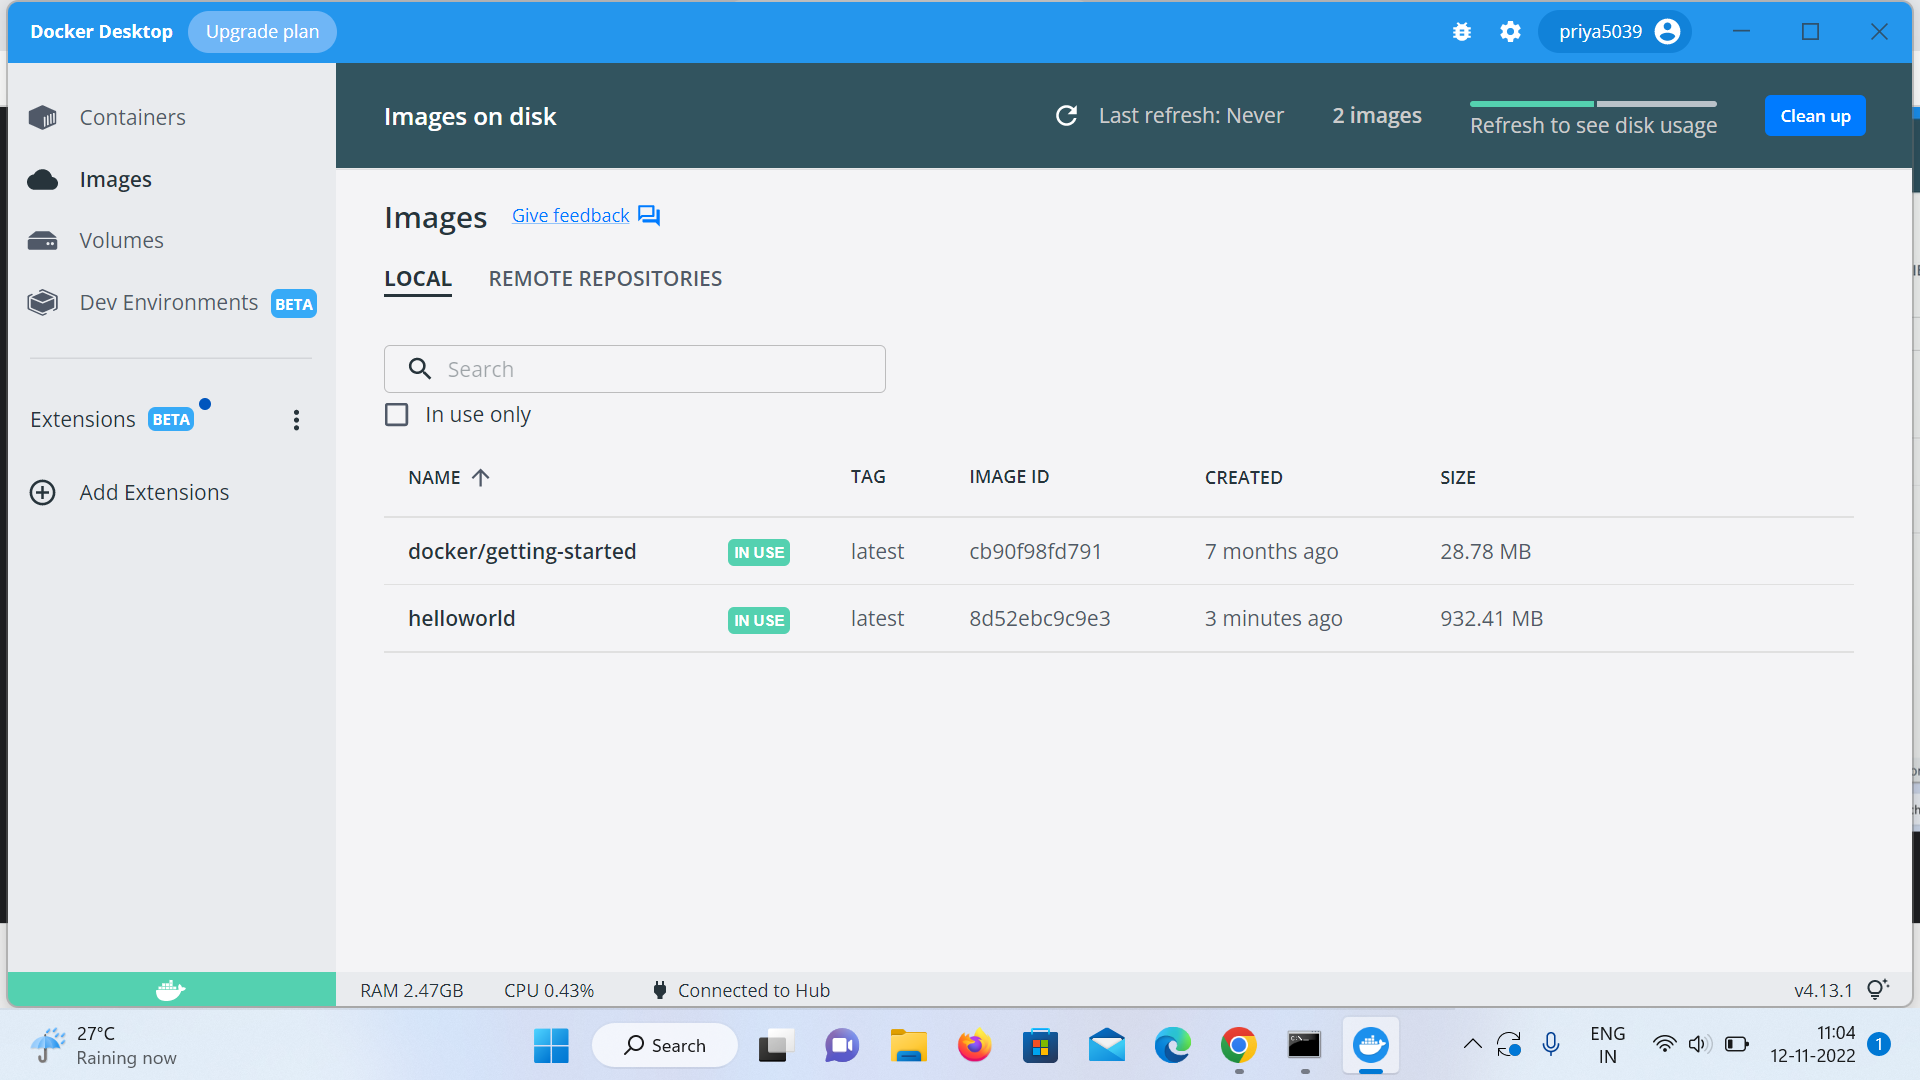 Docker Desktop Upgrade plan priya5039
Containers
Images
Volumes
Dev Environments BETA
Extensions BETA
Add Extensions
Images on disk Last refresh: Never 2 images Refresh to see disk usage Clean up
Images Give feedback
LOCAL REMOTE REPOSITORIES
Search
In use only
NAME TAG IMAGE ID CREATED SIZE
docker/getting-started IN USE latest cb90f98fd791 7 months ago 28.78 MB
helloworld IN USE latest 8d52ebc9c9e3 3 minutes ago 932.41 MB
RAM 2.47GB CPU 0.43% Connected to Hub v4.13.1
27°C
Raining now
Search
ENG
IN
11:04
12-11-2022
1